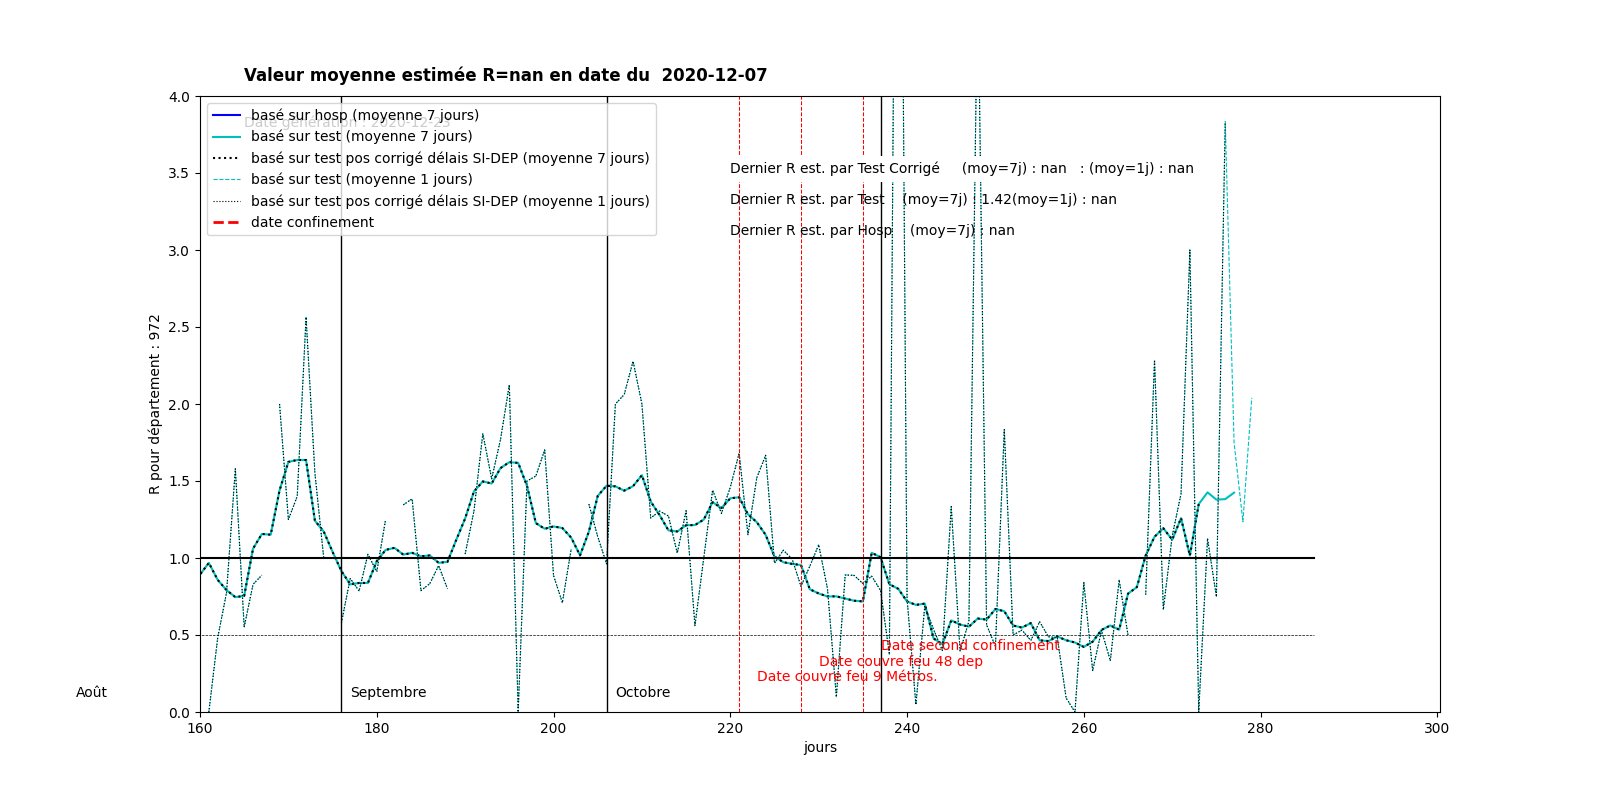 Valeur moyenne estimée R=nan en date du  2020-12-07
Date génération : 2020-12-23
basé sur hosp (moyenne 7 jours)
basé sur test (moyenne 7 jours)
basé sur test pos corrigé délais SI-DEP (moyenne 7 jours)
basé sur test (moyenne 1 jours)
basé sur test pos corrigé délais SI-DEP (moyenne 1 jours)
date confinement
Dernier R est. par Test Corrigé (moy=7j) : nan : (moy=1j) : nan
Dernier R est. par Test (moy=7j) : 1.42(moy=1j) : nan
Dernier R est. par Hosp (moy=7j) : nan
4.0
3.5
3.0
2.5
2.0
1.5
1.0
0.5
0.0
R pour département : 972
Date second confinement
Date couvre feu 48 dep
Date couvre feu 9 Métros.
Août
Septembre
Octobre
160
180
200
220
240
260
280
300
jours